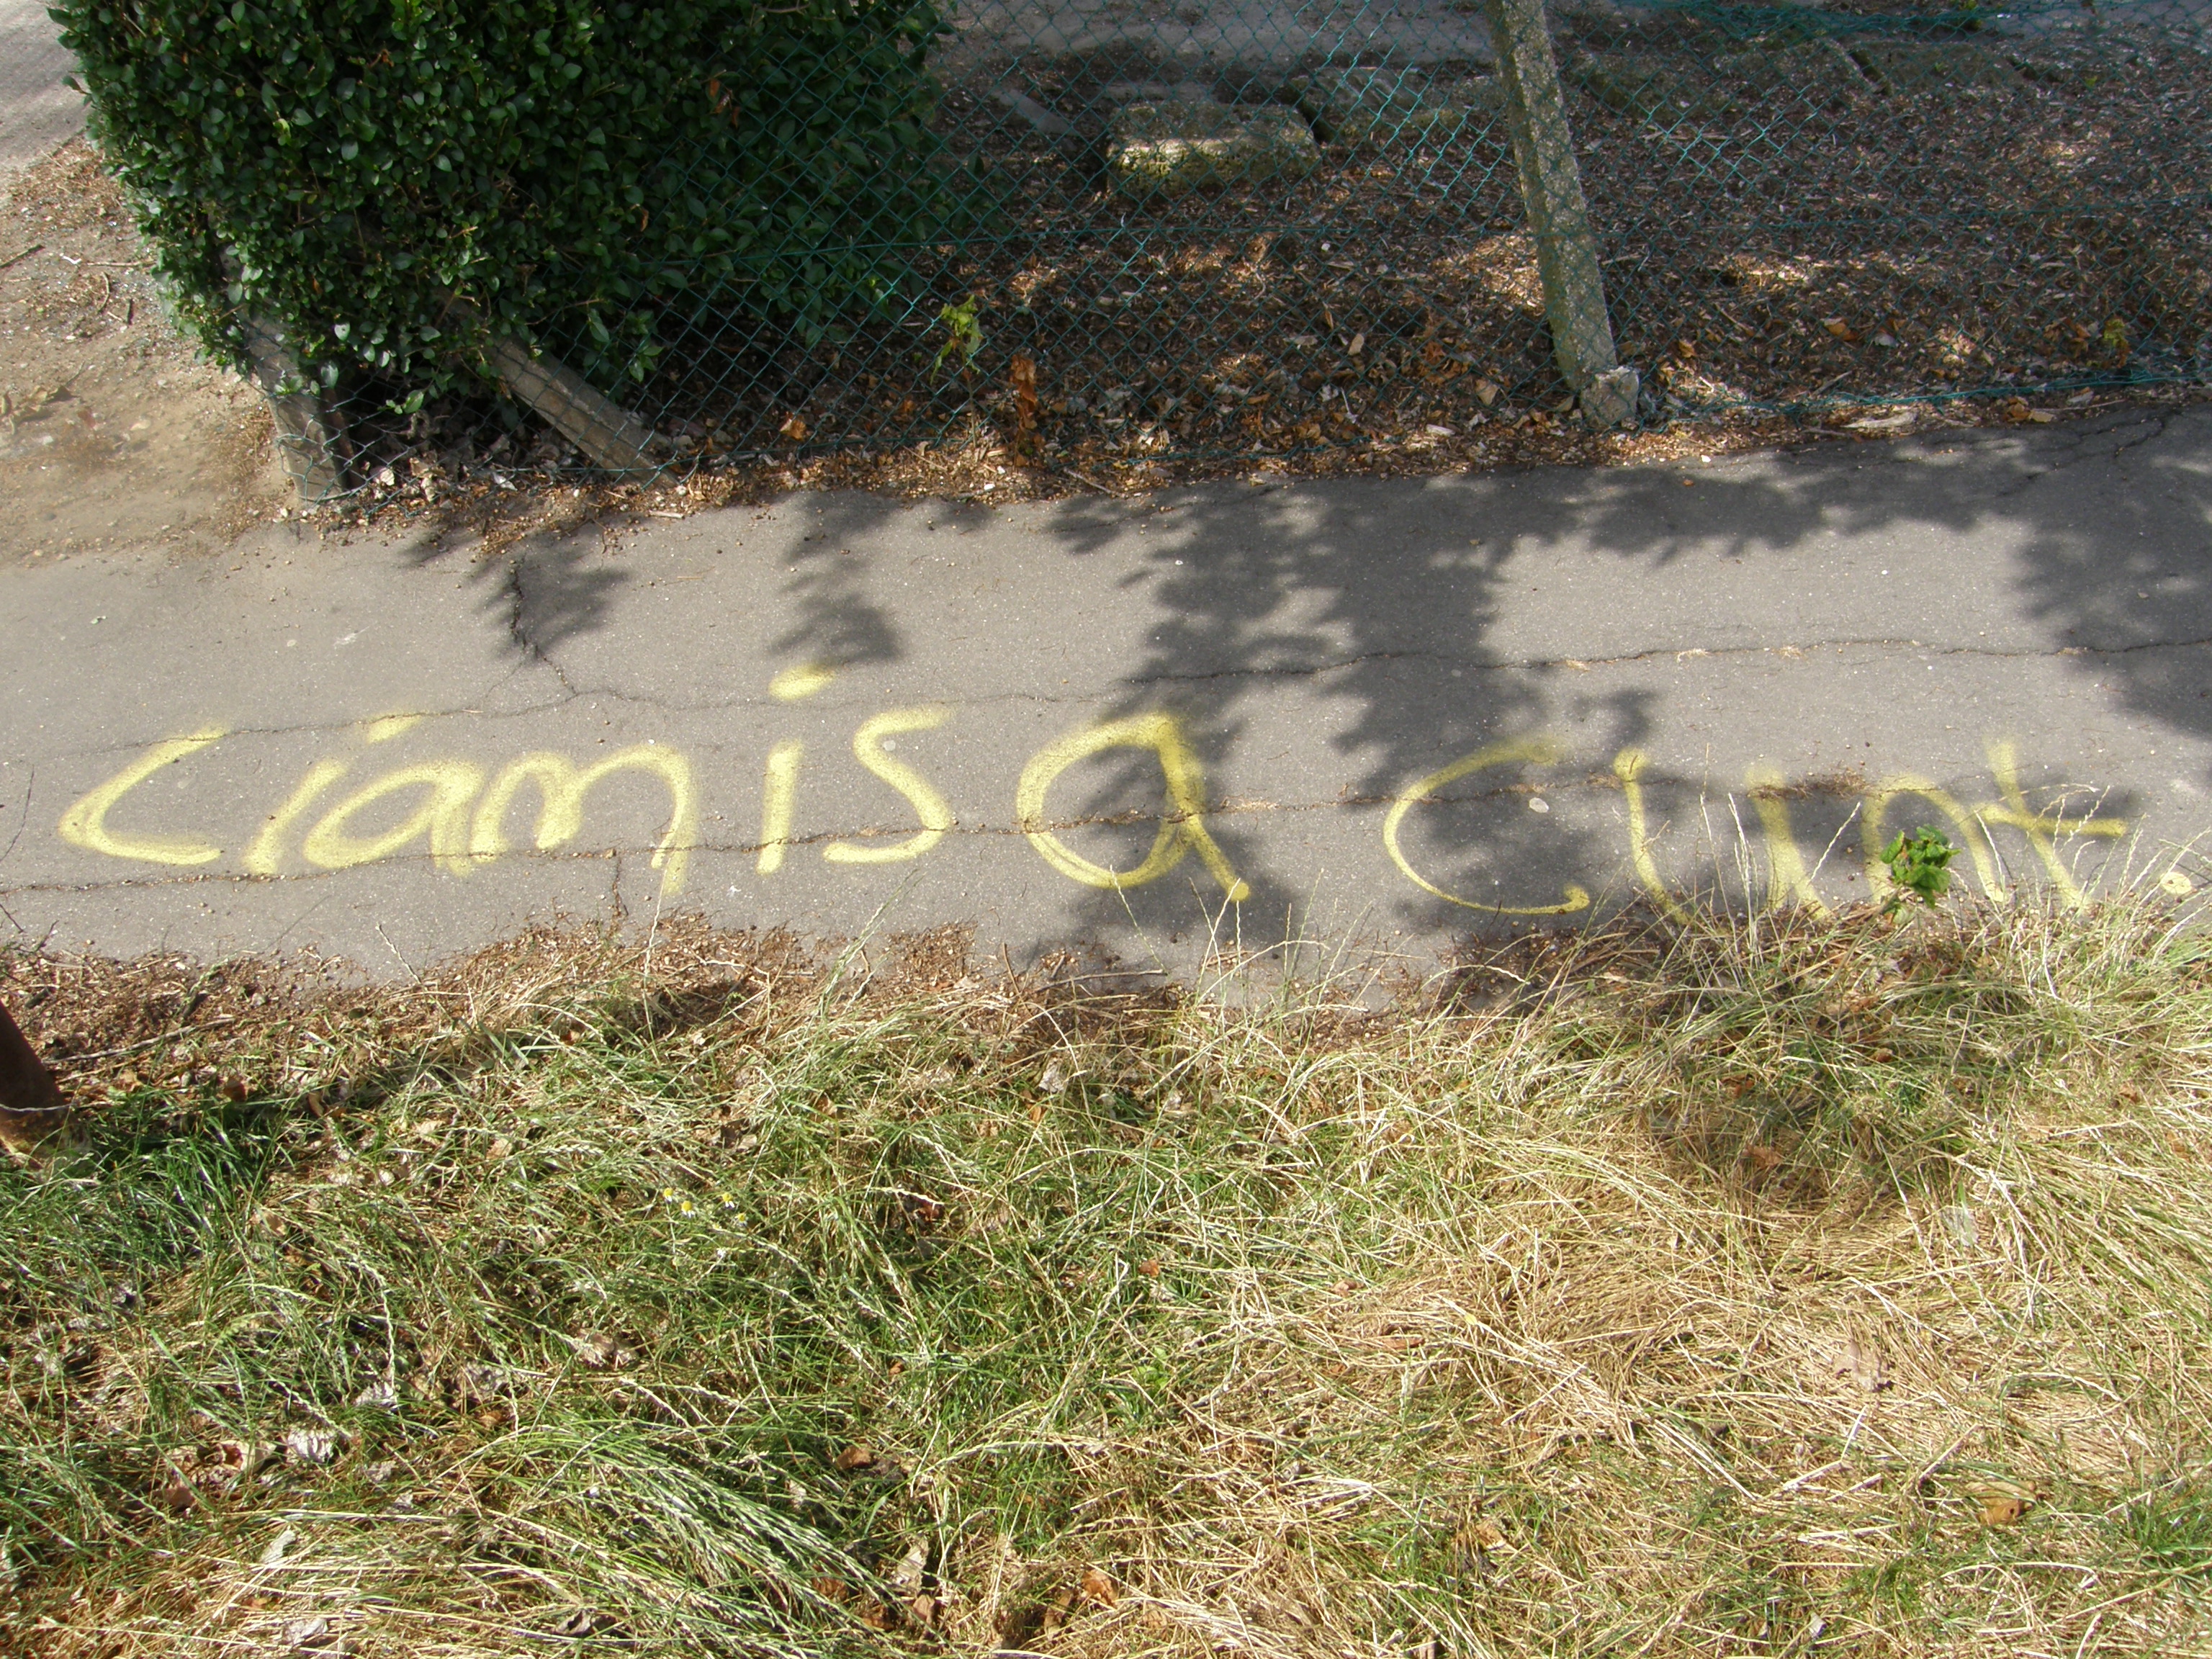 Liam is a cunt.